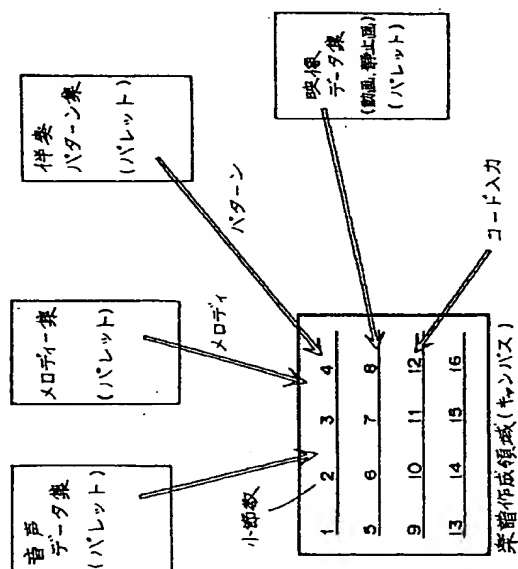 音声
データ集
(パレット)
メロディー集
(パレット)
伴奏
パターン集
(パレット)
映像
データ集
(動画,静止画)
(パレット)
メロディ
パターン
コード入力
小節数
1 2 3 4
5 6 7 8
9 10 11 12
13 14 15 16
楽譜作成領域(キャンバス)